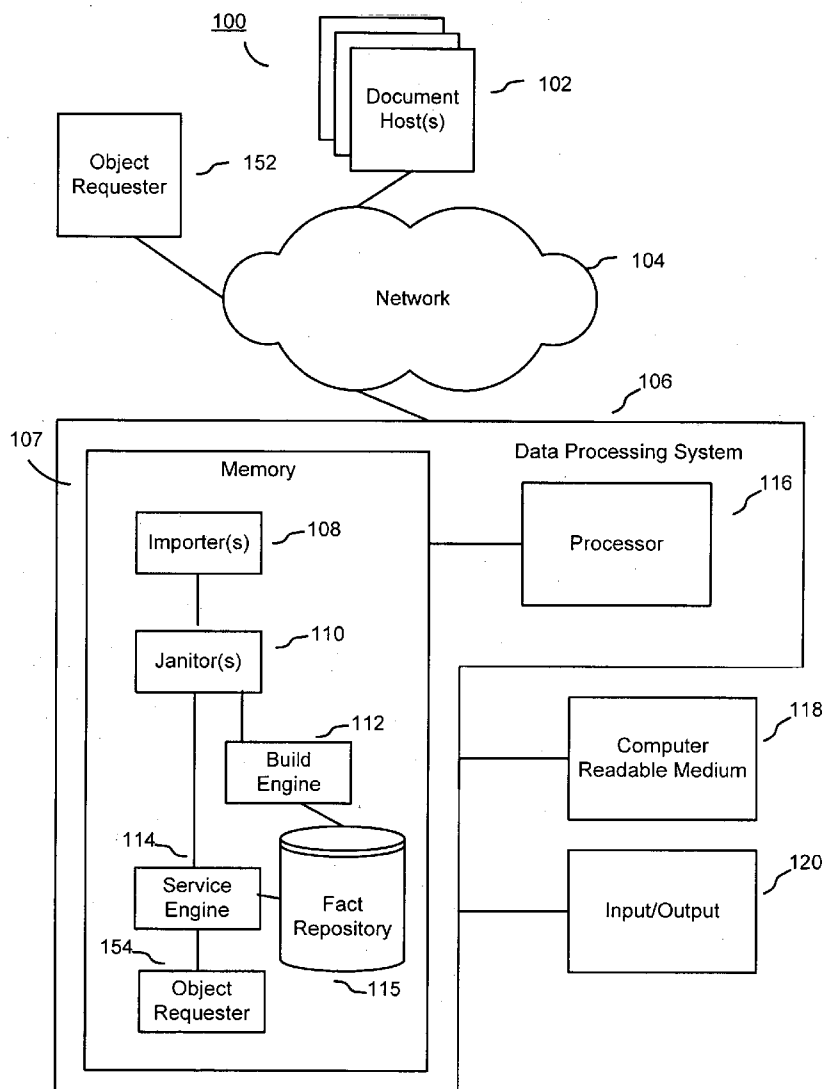 100
Document
Host(s)
102
Object
Requester
152
104
Network
106
107
Memory
Data Processing System
116
Importer(s)
108
Processor
Janitor(s)
110
112
118
Build
Engine
Computer
Readable Medium
114
Service
Engine
Fact
Repository
120
Input/Output
154
Object
Requester
115